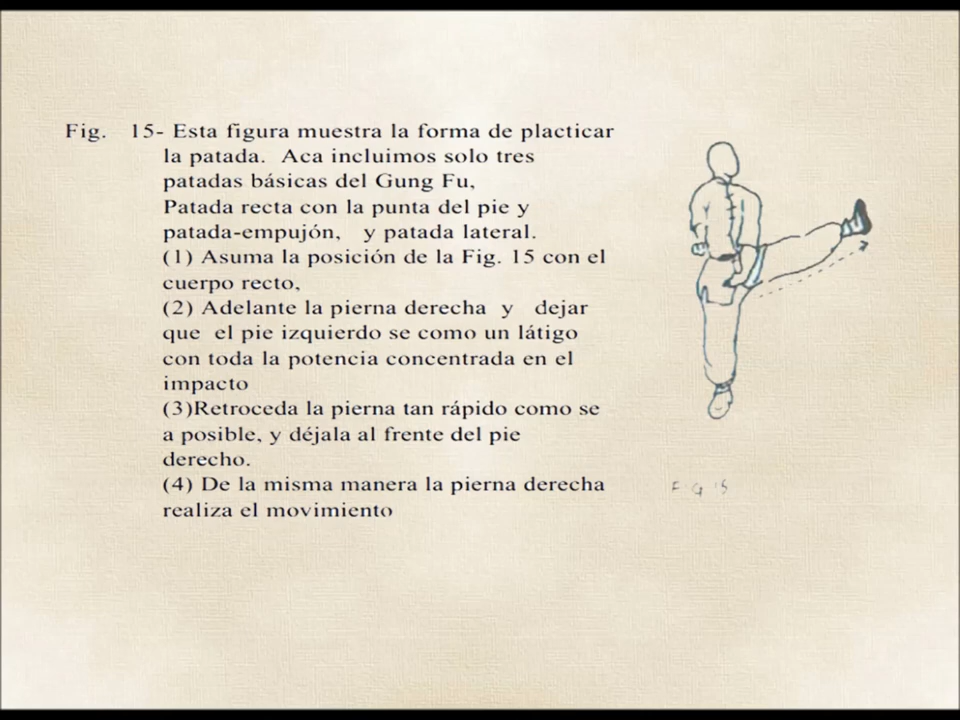 Fig. 15- Esta figura muestra la forma de placticar
la patada. Aca incluimos solo tres
patadas básicas del Gung Fu,
Patada recta con la punta del pie y
patada-empujón, y patada lateral.
(1) Asuma la posición de la Fig. 15 con el
cuerpo recto,
(2) Adelante la pierna derecha y dejar
que el pie izquierdo se como un látigo
con toda la potencia concentrada en el
impacto
(3)Retroceda la pierna tan rápido como se
a posible, y déjala al frente del pie
derecho.
(4) De la misma manera la pierna derecha
realiza el movimiento
FIG 15